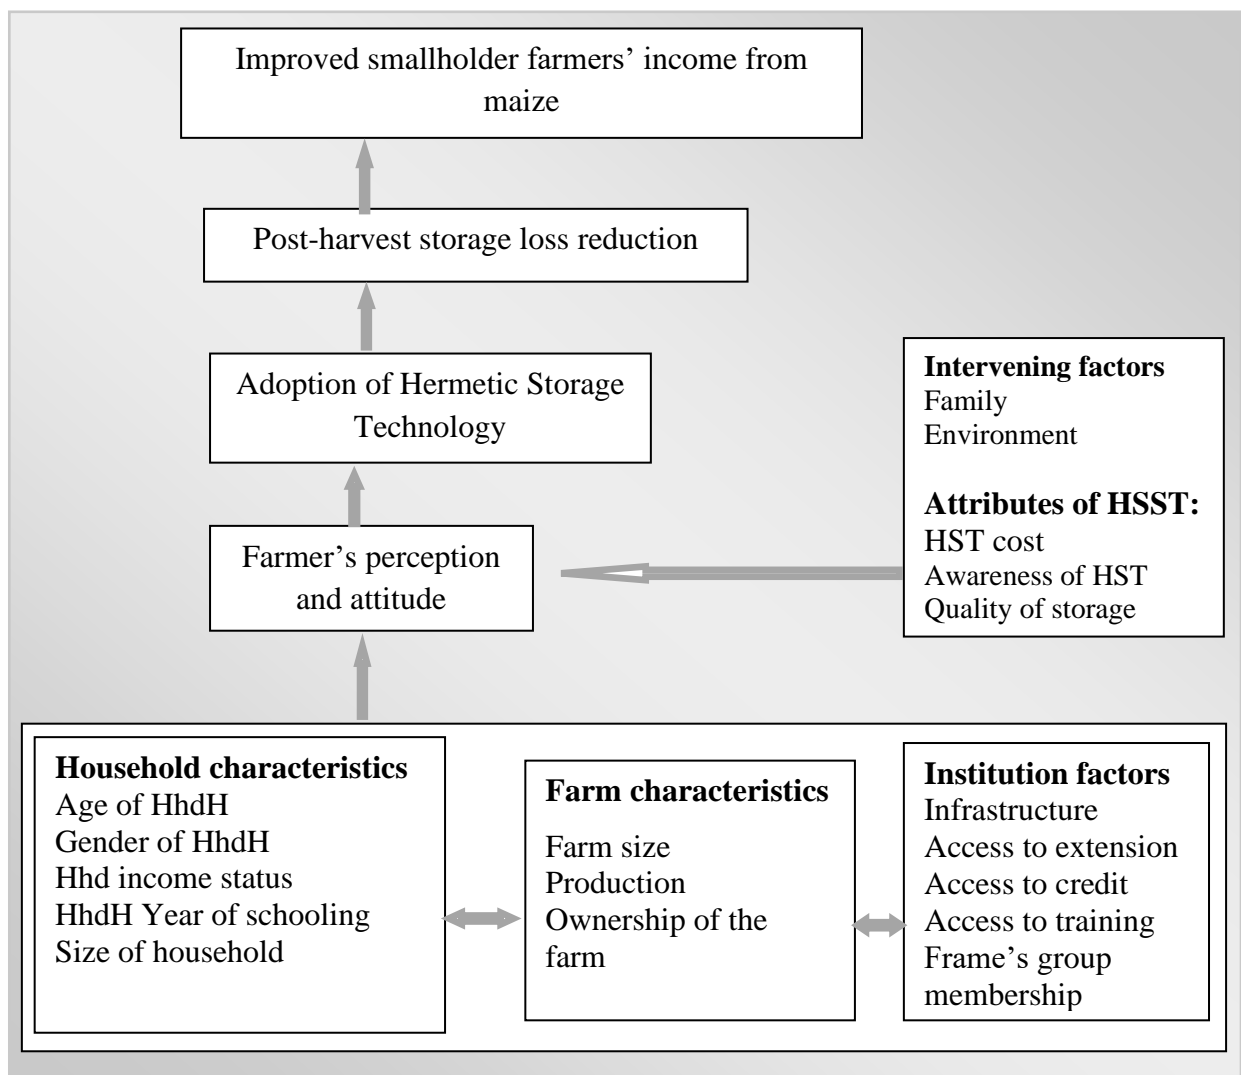 Improved smallholder farmers’ income from
maize
Post-harvest storage loss reduction
Adoption of Hermetic Storage
Technology
Intervening factors
Family
Environment
Attributes of HSST:
HST cost
Awareness of HST
Quality of storage
Farmer’s perception
and attitude
Household characteristics
Age of HhdH
Gender of HhdH
Hhd income status
HhdH Year of schooling
Size of household
Farm characteristics
Farm size
Production
Ownership of the
farm
Institution factors
Infrastructure
Access to extension
Access to credit
Access to training
Frame’s group
membership